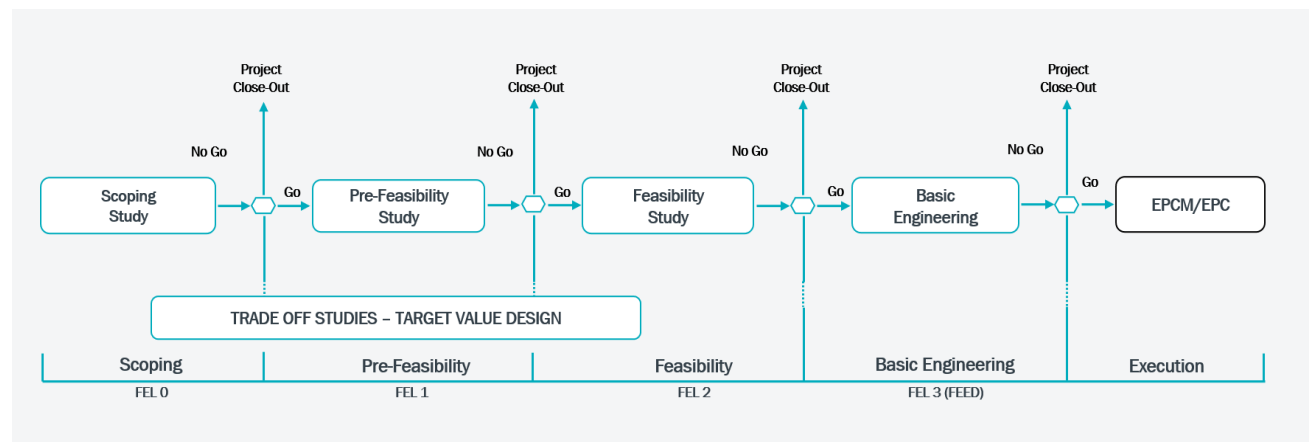 Project
Close-Out
Project
Close-Out
Project
Close-Out
Project
Close-Out
No Go
No Go
No Go
No Go
Scoping
Study
Go
Pre-Feasibility
Study
Go
Feasibility
Study
Go
Basic
Engineering
Go
EPCM/EPC
TRADE OFF STUDIES – TARGET VALUE DESIGN
Scoping
Pre-Feasibility
Feasibility
Basic Engineering
Execution
FEL 0
FEL 1
FEL 2
FEL 3 (FEED)